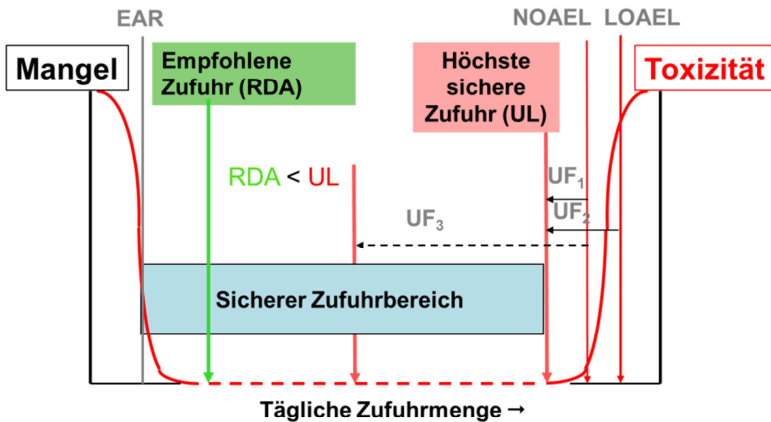 EAR
NOAEL LOAEL
Mangel
Empfohlene
Zufuhr (RDA)
Höchste
sichere
Zufuhr (UL)
Toxizität
RDA < UL
UF₁
UF₂
UF₃
Sicherer Zufuhrbereich
Tägliche Zufuhrmenge →